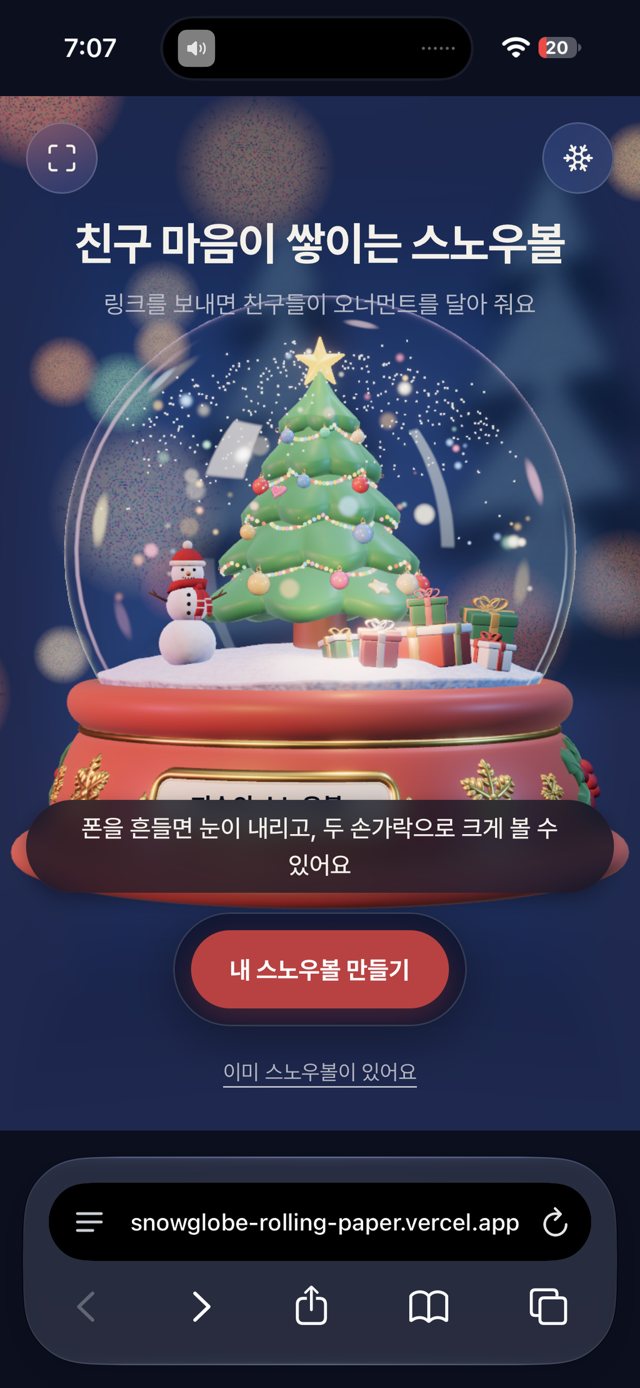 7:07
20
친구 마음이 쌓이는 스노우볼
링크를 보내면 친구들이 오너먼트를 달아 줘요
폰을 흔들면 눈이 내리고, 두 손가락으로 크게 볼 수
있어요
내 스노우볼 만들기
이미 스노우볼이 있어요
snowglobe-rolling-paper.vercel.app